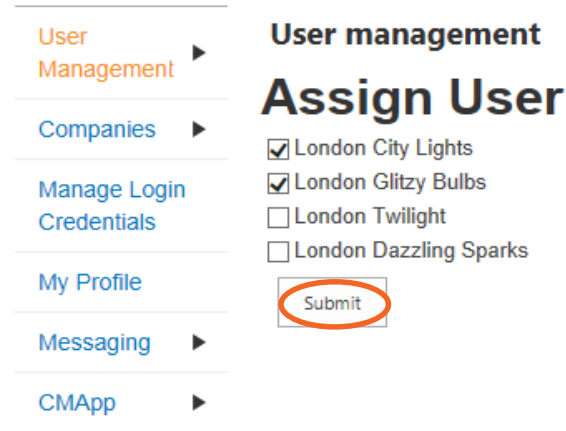 User
Management
Companies
Manage Login
Credentials
My Profile
Messaging
CMApp
User management
Assign User
London City Lights
London Glitzy Bulbs
London Twilight
London Dazzling Sparks
Submit